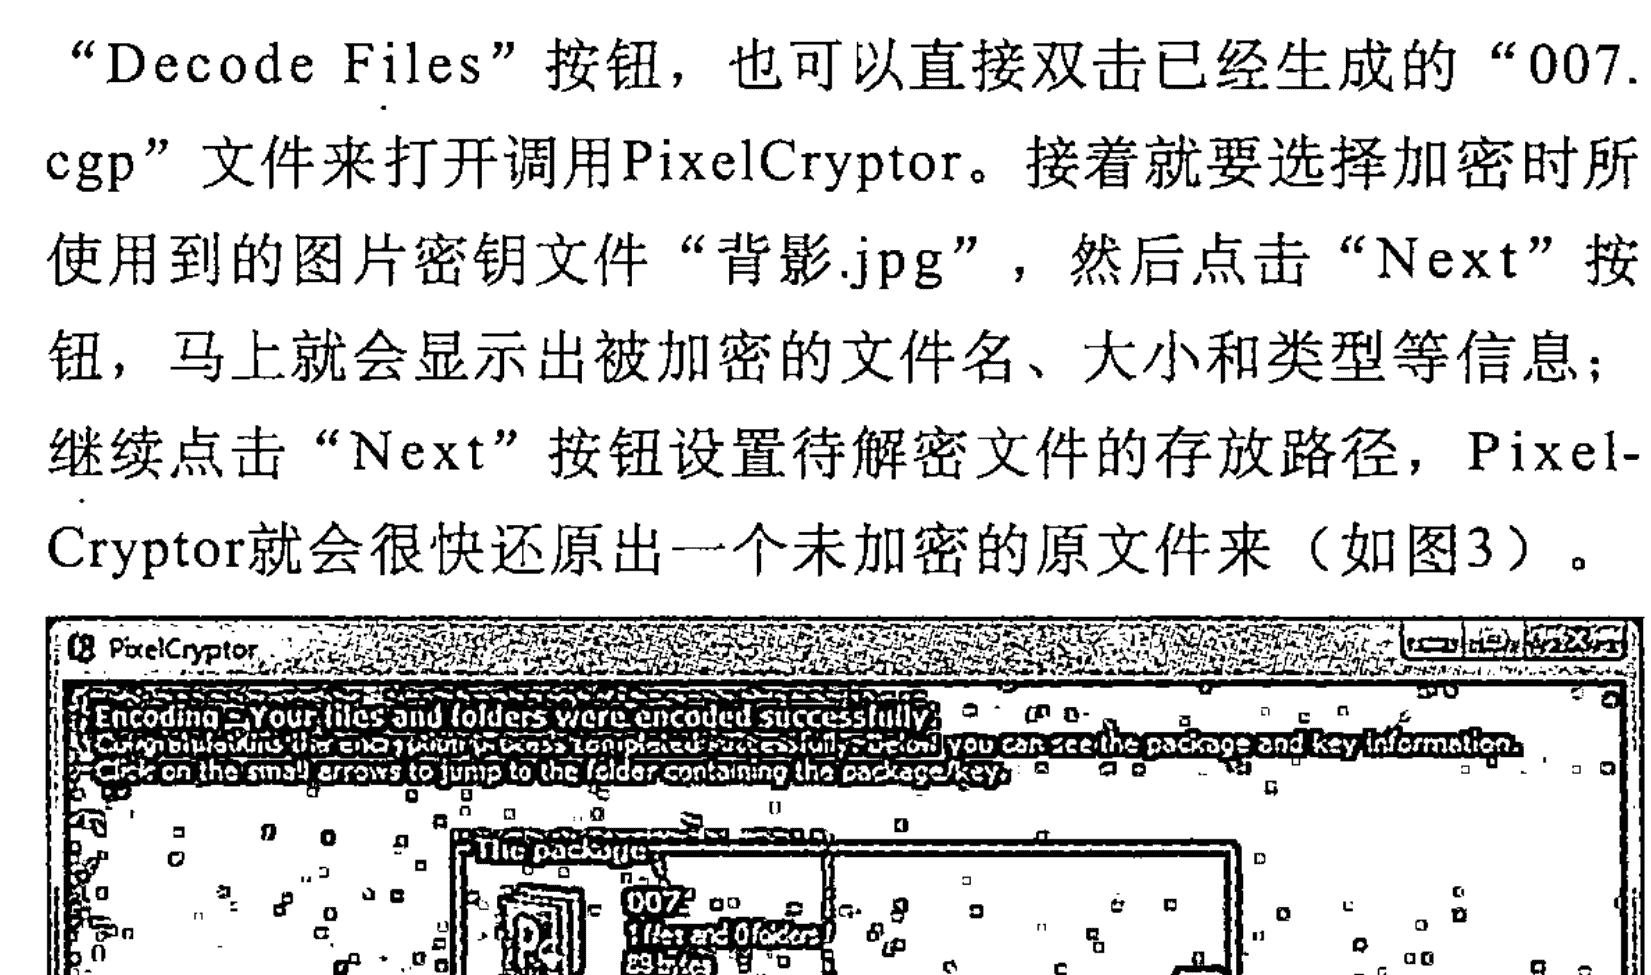 “Decode Files”按钮，也可以直接双击已经生成的“007.
cgp”文件来打开调用PixelCryptor。接着就要选择加密时所
使用到的图片密钥文件“背影.jpg”，然后点击“Next”按
钮，马上就会显示出被加密的文件名、大小和类型等信息；
继续点击“Next”按钮设置待解密文件的存放路径，Pixel-
Cryptor就会很快还原出一个未加密的原文件来（如图3）。
PixelCryptor
Encoding - Your files and folders were encoded successfully.
you can see the package and key information.
Click on the small arrows to jump to the folder containing the package/key.
The package
007
1 files and 0 folders